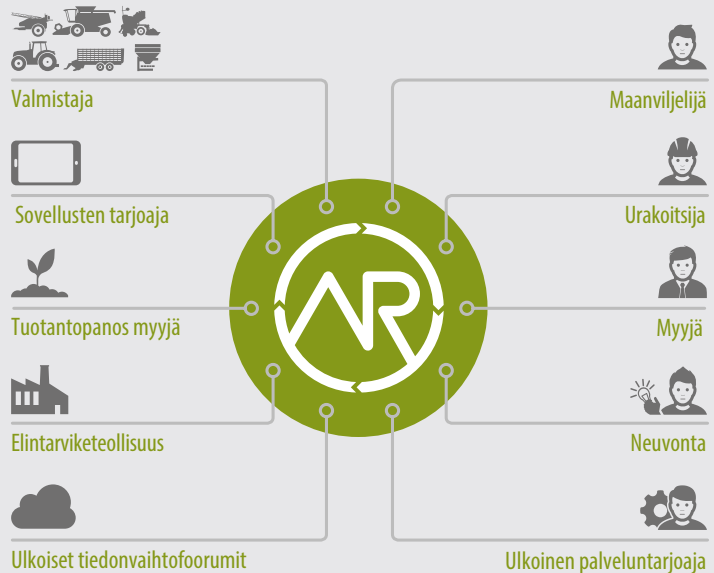 Valmistaja
Maanviljelijä
Sovellusten tarjoaja
Urakoitsija
AR
Tuotantopanos myyjä
Myyjä
Elintarviketeollisuus
Neuvonta
Ulkoiset tiedonvaihtofoorumit
Ulkoinen palveluntarjoaja